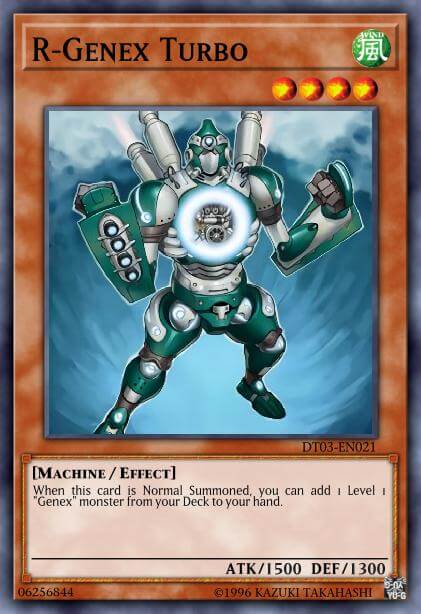 R-Genex Turbo
WIND
風
DT03-EN021
[Machine / Effect]
When this card is Normal Summoned, you can add 1 Level 1
"Genex" monster from your Deck to your hand.
ATK/1500 DEF/1300
06256844
©1996 KAZUKI TAKAHASHI